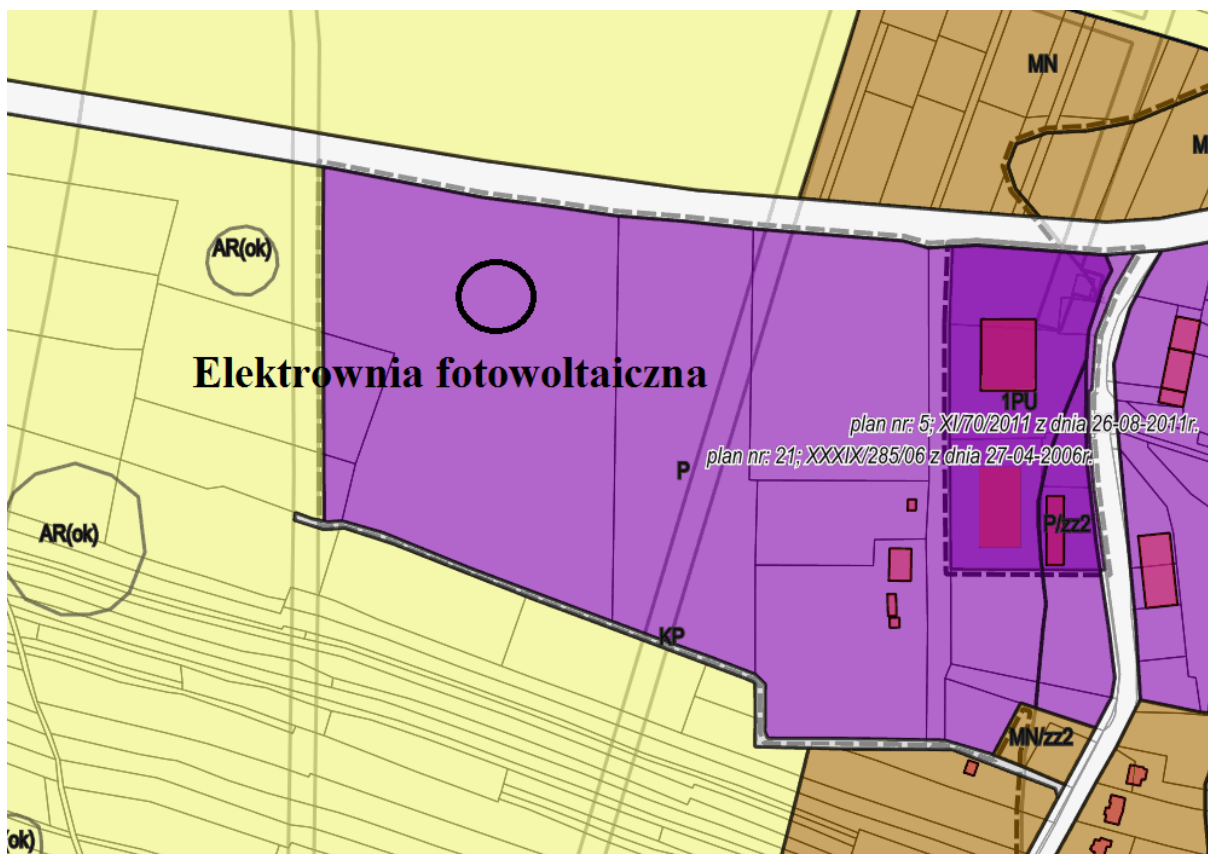 MN
M
AR(ok)
Elektrownia fotowoltaiczna
1PU
plan nr: 5; XI/70/2011 z dnia 26-08-2011r.
plan nr: 21; XXXIX/285/06 z dnia 27-04-2006r.
P
P/zz2
AR(ok)
KP
MN/zz2
(ok)